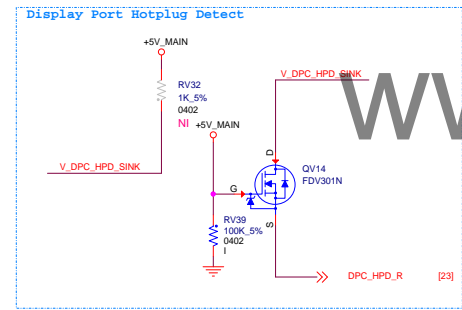 Display Port Hotplug Detect
+5V_MAIN
RV32
1K_5%
0402
NI
+5V_MAIN
V_DPC_HPD_SINK
V_DPC_HPD_SINK
D
QV14
FDV301N
G
S
RV39
100K_5%
0402
I
DPC_HPD_R [23]